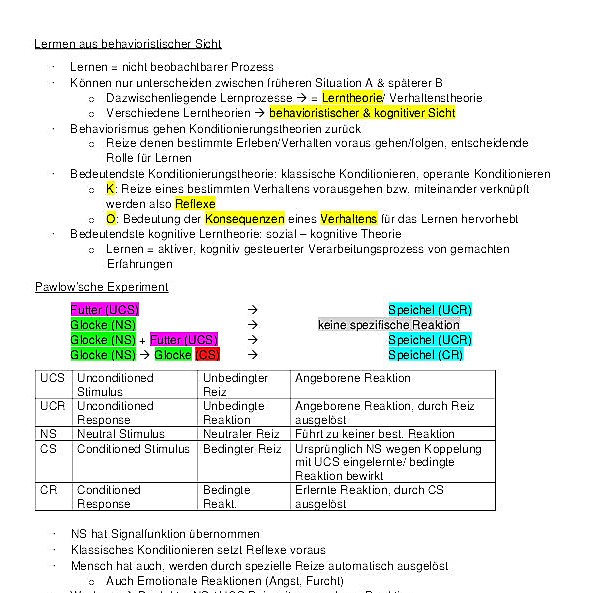 Lernen aus behavioristischer Sicht
· Lernen = nicht beobachtbarer Prozess
· Können nur unterscheiden zwischen früheren Situation A & späterer B
o Dazwischenliegende Lernprozesse → = Lerntheorie/ Verhaltenstheorie
o Verschiedene Lerntheorien → behavioristischer & kognitiver Sicht
· Behaviorismus gehen Konditionierungstheorien zurück
o Reize denen bestimmte Erleben/Verhalten voraus gehen/folgen, entscheidende
Rolle für Lernen
· Bedeutendste Konditionierungstheorie: klassische Konditionieren, operante Konditionieren
o K: Reize eines bestimmten Verhaltens vorausgehen bzw. miteinander verknüpft
werden also Reflexe
o O: Bedeutung der Konsequenzen eines Verhaltens für das Lernen hervorhebt
· Bedeutendste kognitive Lerntheorie: sozial – kognitive Theorie
o Lernen = aktiver, kognitiv gesteuerter Verarbeitungsprozess von gemachten
Erfahrungen
Pawlow'sche Experiment
Futter (UCS) → Speichel (UCR)
Glocke (NS) → keine spezifische Reaktion
Glocke (NS) + Futter (UCS) → Speichel (UCR)
Glocke (NS) → Glocke (CS) → Speichel (CR)
UCS Unconditioned Stimulus Unbedingter Reiz Angeborene Reaktion
UCR Unconditioned Response Unbedingte Reaktion Angeborene Reaktion, durch Reiz ausgelöst
NS Neutral Stimulus Neutraler Reiz Führt zu keiner best. Reaktion
CS Conditioned Stimulus Bedingter Reiz Ursprünglich NS wegen Koppelung mit UCS eingelernte/ bedingte Reaktion bewirkt
CR Conditioned Response Bedingte Reakt. Erlernte Reaktion, durch CS ausgelöst
· NS hat Signalfunktion übernommen
· Klassisches Konditionieren setzt Reflexe voraus
· Mensch hat auch, werden durch spezielle Reize automatisch ausgelöst
o Auch Emotionale Reaktionen (Angst, Furcht)